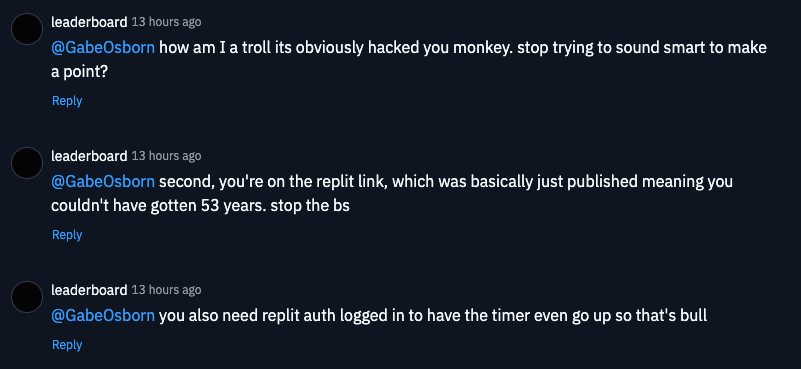 leaderboard 13 hours ago
@GabeOsborn how am I a troll its obviously hacked you monkey. stop trying to sound smart to make
a point?
Reply
leaderboard 13 hours ago
@GabeOsborn second, you're on the replit link, which was basically just published meaning you
couldn't have gotten 53 years. stop the bs
Reply
leaderboard 13 hours ago
@GabeOsborn you also need replit auth logged in to have the timer even go up so that's bull
Reply